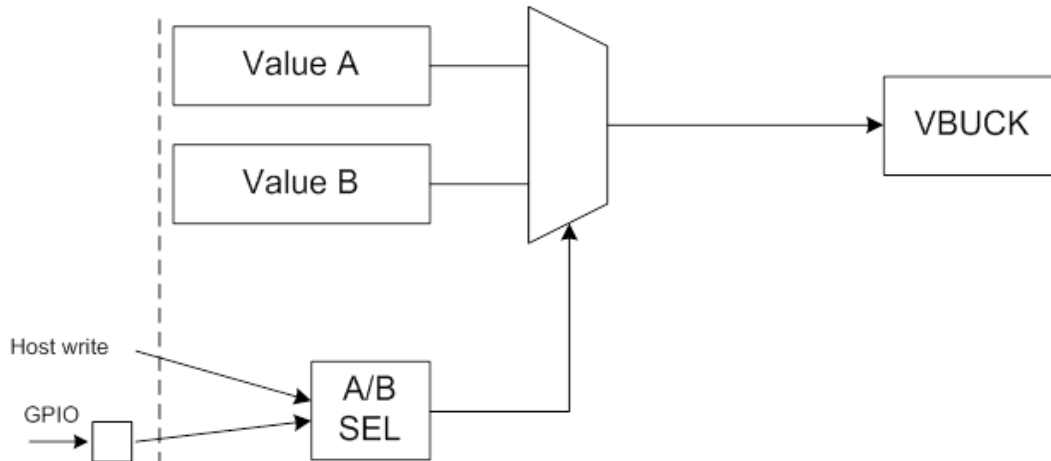 Value A
VBUCK
Value B
Host write
A/B
SEL
GPIO